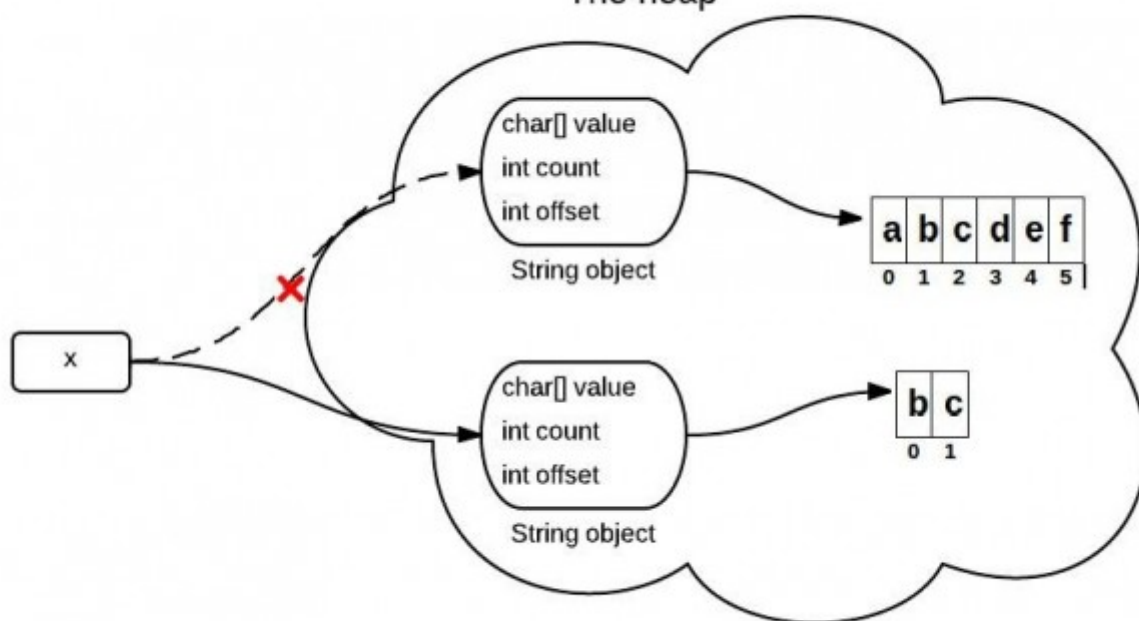 The heap
char[] value
int count
int offset
String object
a b c d e f
0 1 2 3 4 5
x
char[] value
int count
int offset
String object
b c
0 1